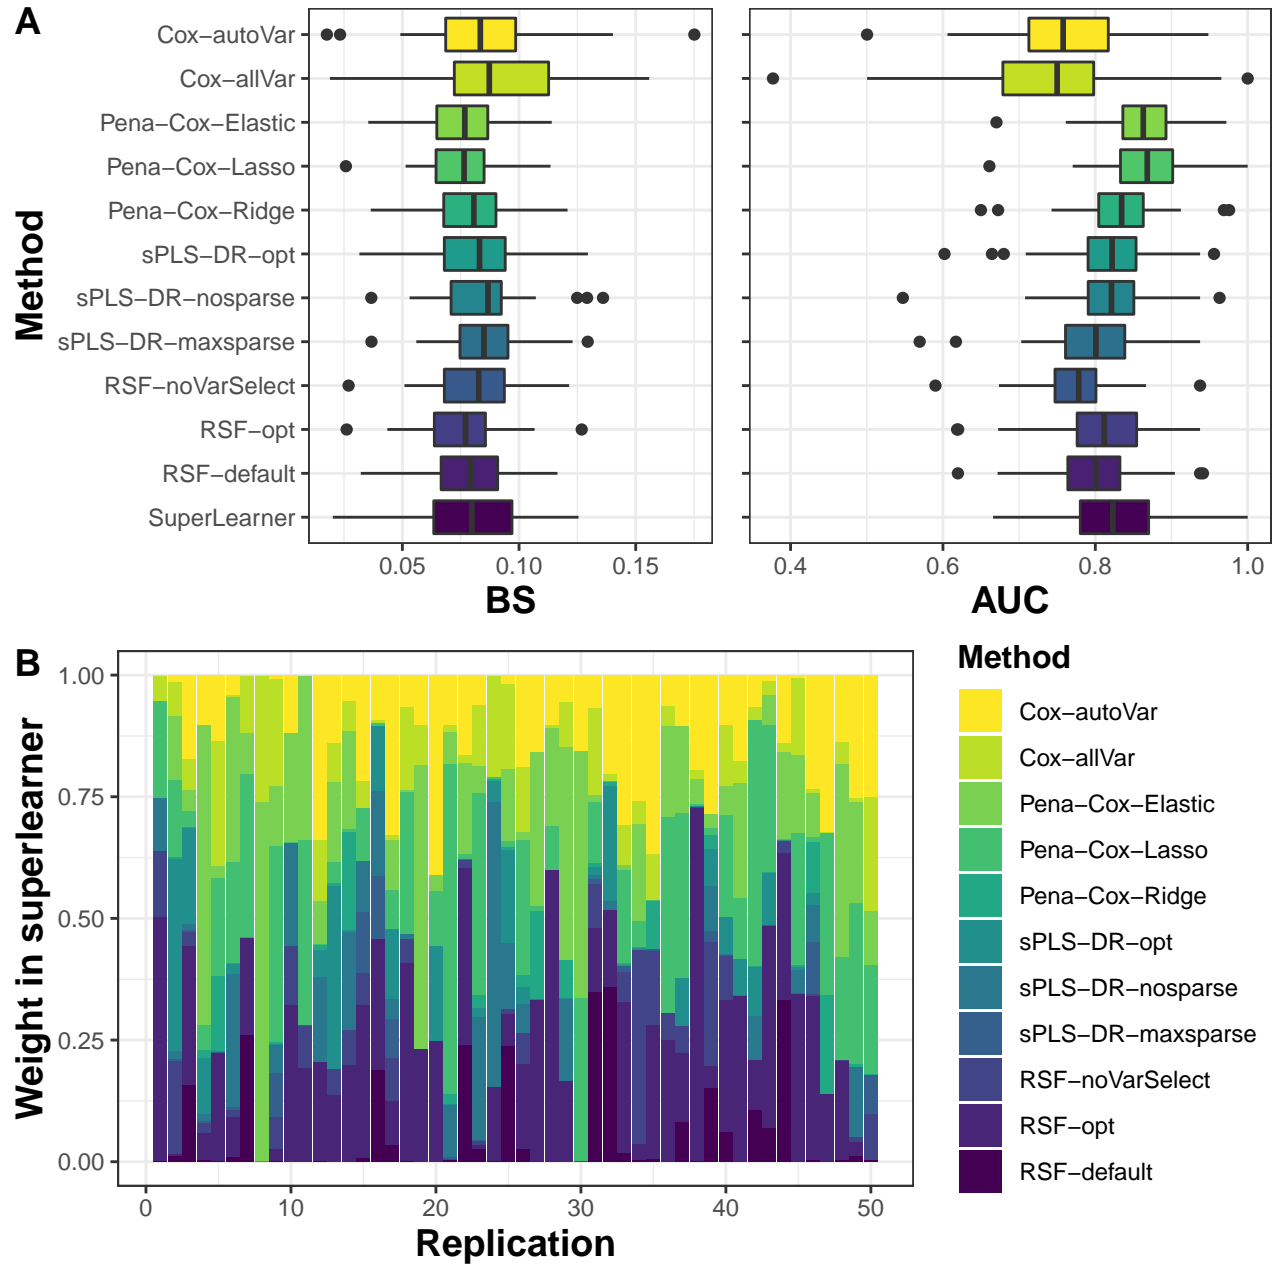 A
Cox−autoVar
Cox−allVar
Pena−Cox−Elastic
Pena−Cox−Lasso
Pena−Cox−Ridge
sPLS−DR−opt
sPLS−DR−nosparse
sPLS−DR−maxsparse
RSF−noVarSelect
RSF−opt
RSF−default
SuperLearner
Method
0.05 0.10 0.15
BS
0.4 0.6 0.8 1.0
AUC
B
1.00
0.75
0.50
0.25
0.00
Weight in superlearner
0 10 20 30 40 50
Replication
Method
Cox−autoVar
Cox−allVar
Pena−Cox−Elastic
Pena−Cox−Lasso
Pena−Cox−Ridge
sPLS−DR−opt
sPLS−DR−nosparse
sPLS−DR−maxsparse
RSF−noVarSelect
RSF−opt
RSF−default